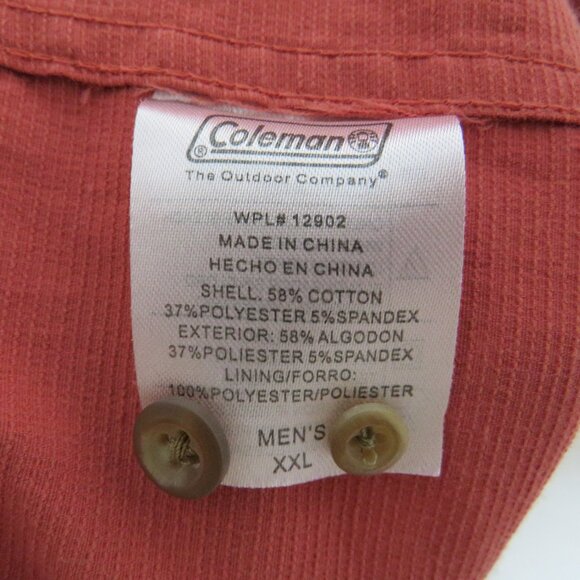 Coleman ®
The Outdoor Company®
WPL# 12902
MADE IN CHINA
HECHO EN CHINA
SHELL. 58% COTTON
37%POLYESTER 5%SPANDEX
EXTERIOR: 58% ALGODON
37%POLIESTER 5%SPANDEX
LINING/FORRO:
100%POLYESTER/POLIESTER
MEN'S
XXL